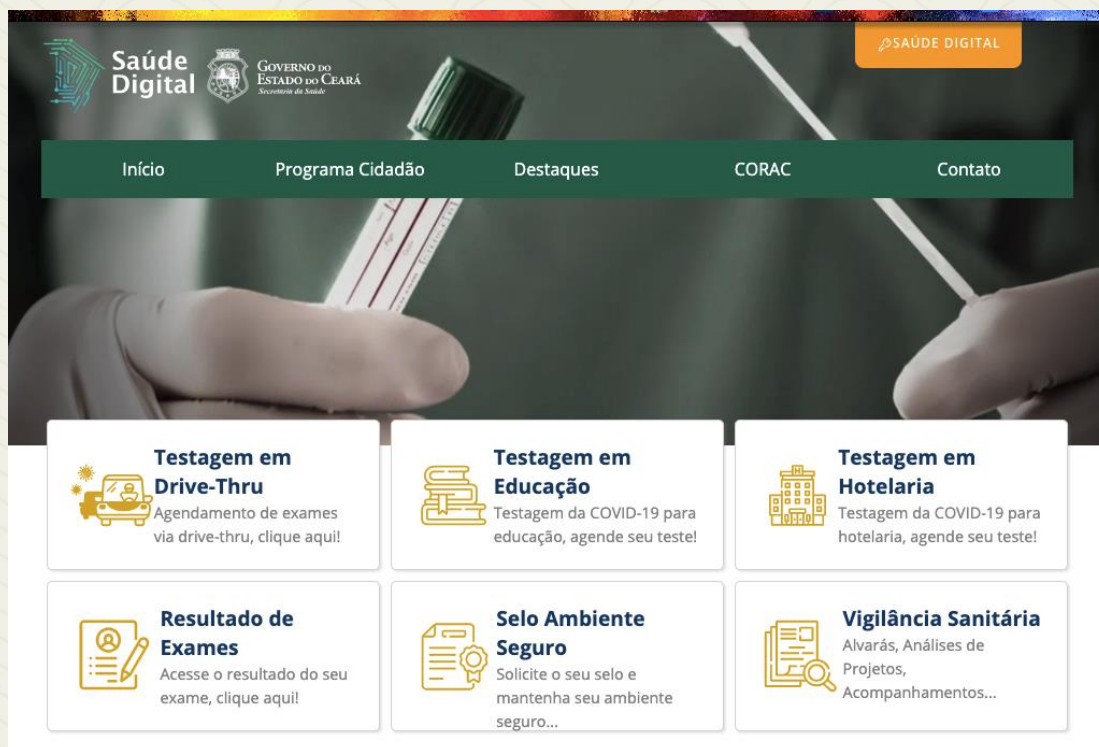 Saúde
Digital
GOVERNO DO
ESTADO DO CEARÁ
Secretaria da Saúde
SAÚDE DIGITAL
Início
Programa Cidadão
Destaques
CORAC
Contato
Testagem em
Drive-Thru
Agendamento de exames
via drive-thru, clique aqui!
Testagem em
Educação
Testagem da COVID-19 para
educação, agende seu teste!
Testagem em
Hotelaria
Testagem da COVID-19 para
hotelaria, agende seu teste!
Resultado de
Exames
Acesse o resultado do seu
exame, clique aqui!
Selo Ambiente
Seguro
Solicite o seu selo e
mantenha seu ambiente
seguro...
Vigilância Sanitária
Alvarás, Análises de
Projetos,
Acompanhamentos...